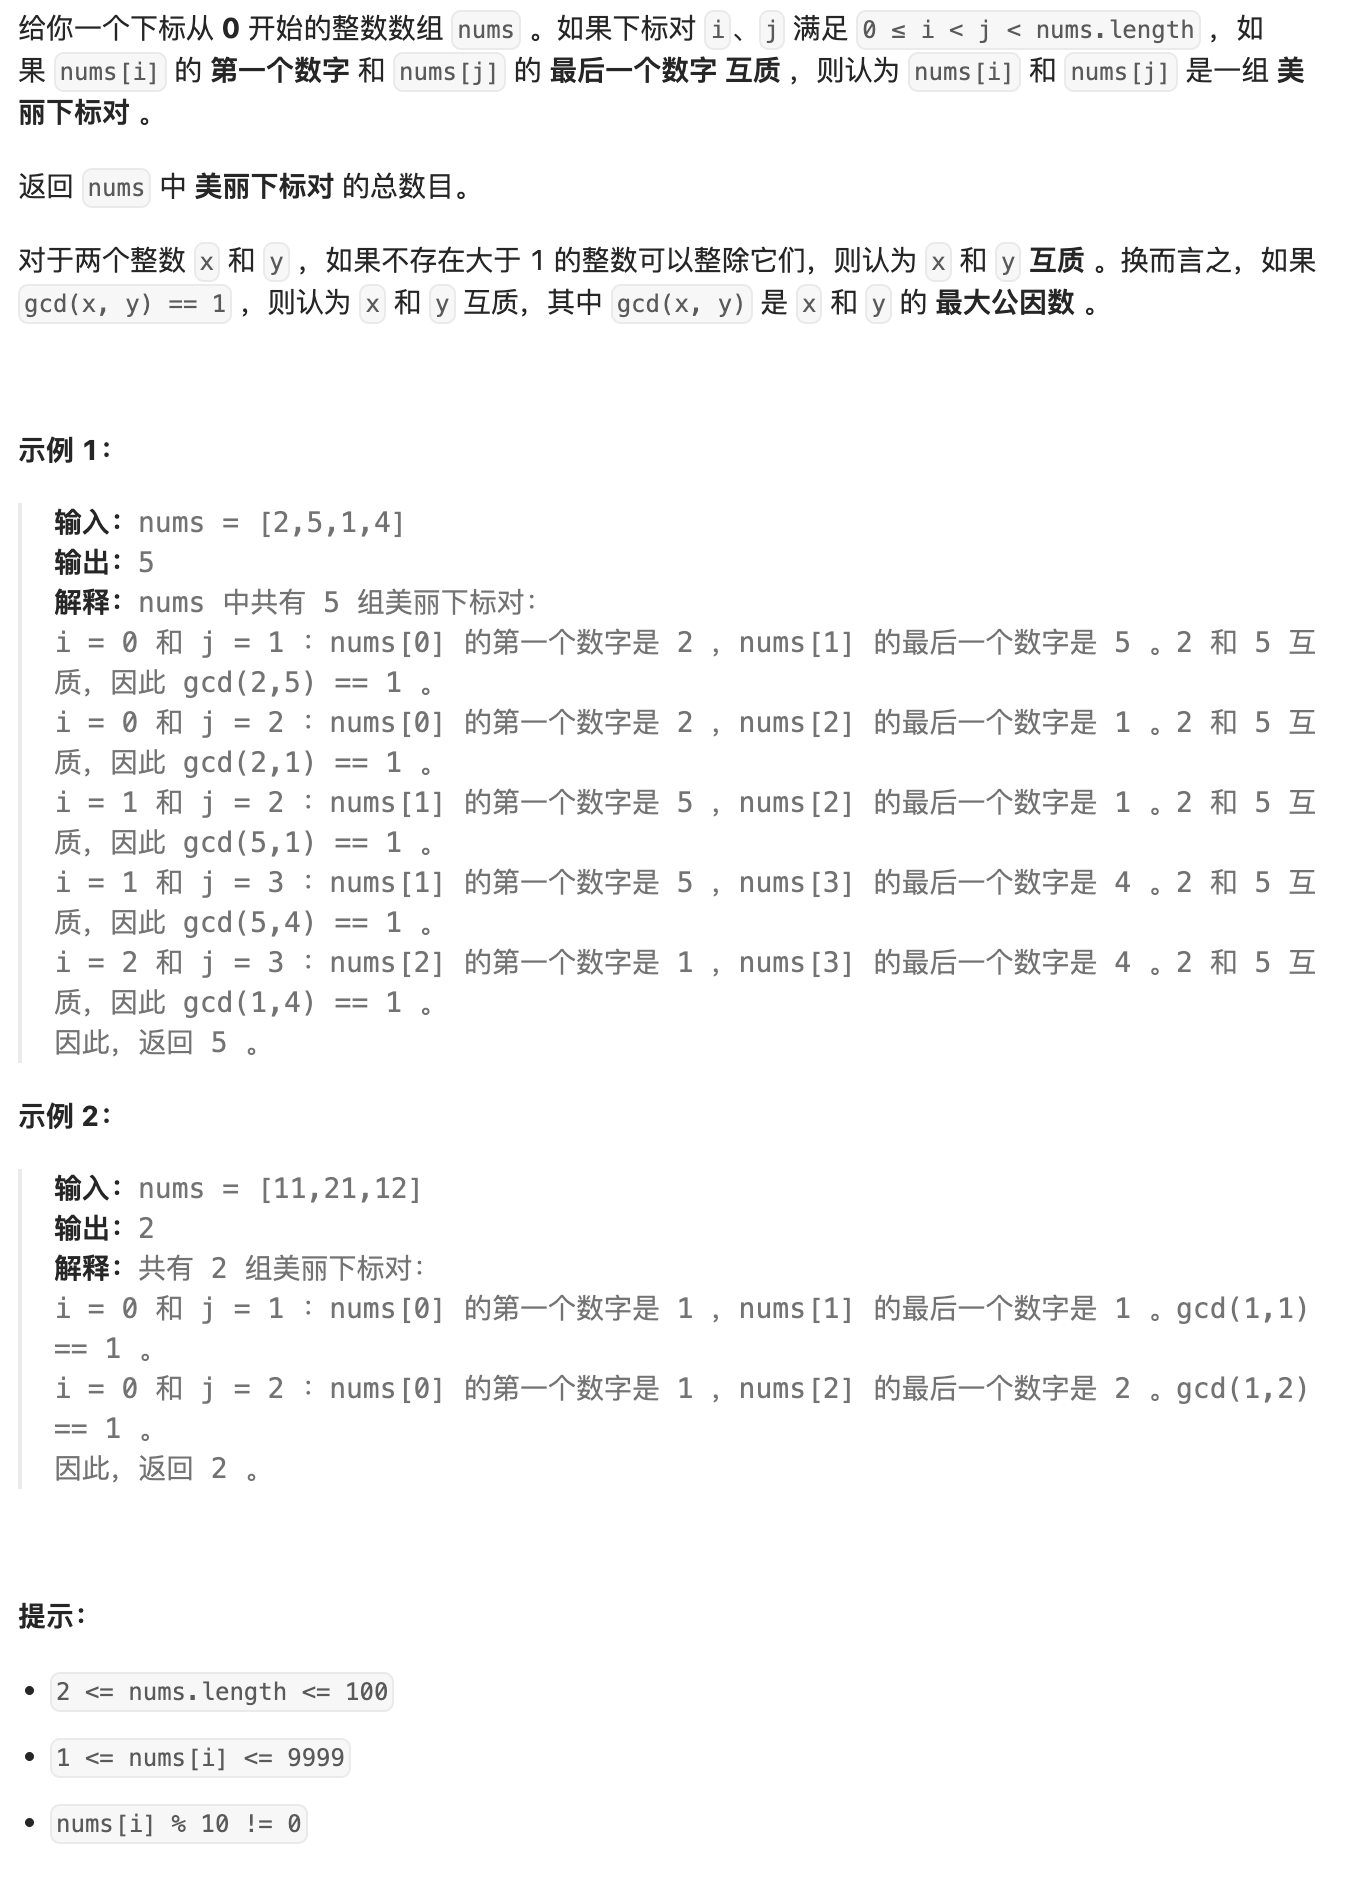 给你一个下标从 0 开始的整数数组 nums 。如果下标对 i、j 满足 0 ≤ i < j < nums.length ，如
果 nums[i] 的 第一个数字 和 nums[j] 的 最后一个数字 互质 ，则认为 nums[i] 和 nums[j] 是一组 美
丽下标对 。
返回 nums 中 美丽下标对 的总数目。
对于两个整数 x 和 y ，如果不存在大于 1 的整数可以整除它们，则认为 x 和 y 互质 。换而言之，如果
gcd(x, y) == 1 ，则认为 x 和 y 互质，其中 gcd(x, y) 是 x 和 y 的 最大公因数 。
示例 1：
输入：nums = [2,5,1,4]
输出：5
解释：nums 中共有 5 组美丽下标对：
i = 0 和 j = 1 ：nums[0] 的第一个数字是 2 ，nums[1] 的最后一个数字是 5 。2 和 5 互
质，因此 gcd(2,5) == 1 。
i = 0 和 j = 2 ：nums[0] 的第一个数字是 2 ，nums[2] 的最后一个数字是 1 。2 和 5 互
质，因此 gcd(2,1) == 1 。
i = 1 和 j = 2 ：nums[1] 的第一个数字是 5 ，nums[2] 的最后一个数字是 1 。2 和 5 互
质，因此 gcd(5,1) == 1 。
i = 1 和 j = 3 ：nums[1] 的第一个数字是 5 ，nums[3] 的最后一个数字是 4 。2 和 5 互
质，因此 gcd(5,4) == 1 。
i = 2 和 j = 3 ：nums[2] 的第一个数字是 1 ，nums[3] 的最后一个数字是 4 。2 和 5 互
质，因此 gcd(1,4) == 1 。
因此，返回 5 。
示例 2：
输入：nums = [11,21,12]
输出：2
解释：共有 2 组美丽下标对：
i = 0 和 j = 1 ：nums[0] 的第一个数字是 1 ，nums[1] 的最后一个数字是 1 。gcd(1,1)
== 1 。
i = 0 和 j = 2 ：nums[0] 的第一个数字是 1 ，nums[2] 的最后一个数字是 2 。gcd(1,2)
== 1 。
因此，返回 2 。
提示：
• 2 <= nums.length <= 100
• 1 <= nums[i] <= 9999
• nums[i] % 10 != 0